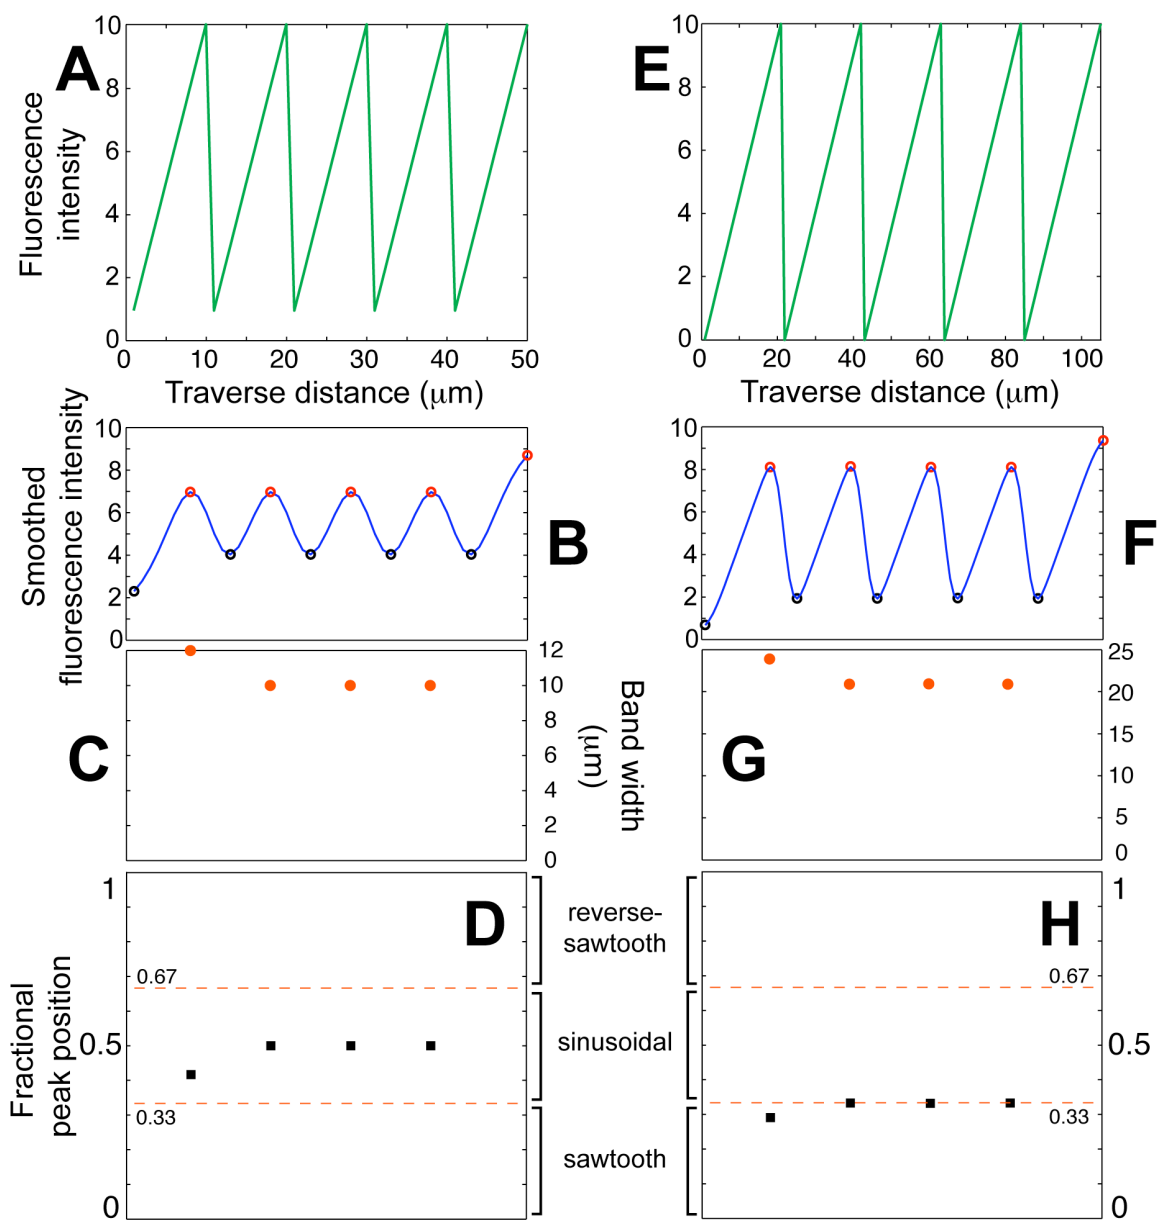 A
Fluorescence
intensity
10
8
6
4
2
0
0 10 20 30 40 50
Traverse distance (μm)
E
10
8
6
4
2
0
0 20 40 60 80 100
Traverse distance (μm)
B
Smoothed
fluorescence intensity
10
8
6
4
2
0
F
10
8
6
4
2
0
C
12
10
8
6
4
2
0
Band width
(μm)
G
25
20
15
10
5
0
D
Fractional
peak position
1
0.67
0.5
0.33
0
reverse-
sawtooth
sinusoidal
sawtooth
H
1
0.67
0.5
0.33
0